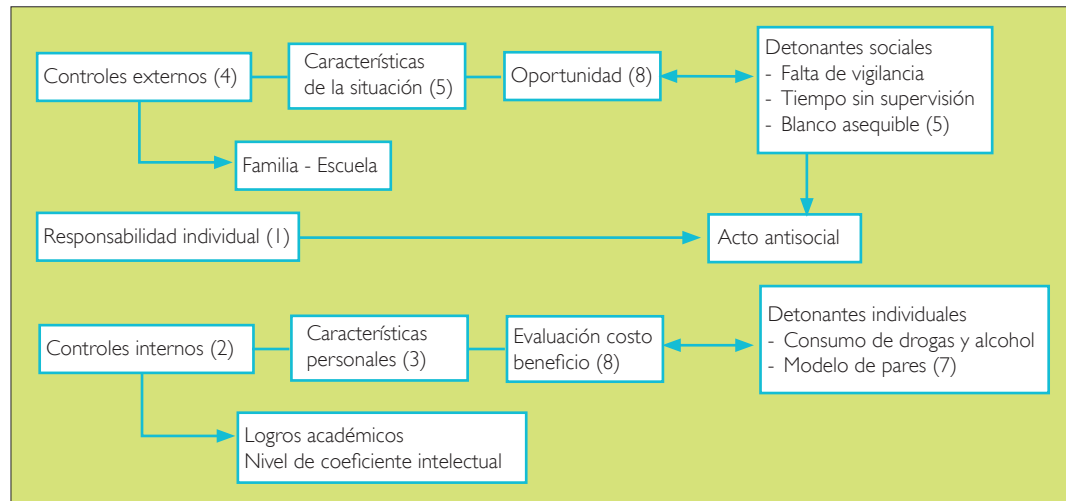 Controles externos (4)
Características
de la situación (5)
Oportunidad (8)
Detonantes sociales
- Falta de vigilancia
- Tiempo sin supervisión
- Blanco asequible (5)
Familia - Escuela
Responsabilidad individual (1)
Acto antisocial
Controles internos (2)
Características
personales (3)
Evaluación costo
beneficio (8)
Detonantes individuales
- Consumo de drogas y alcohol
- Modelo de pares (7)
Logros académicos
Nivel de coeficiente intelectual